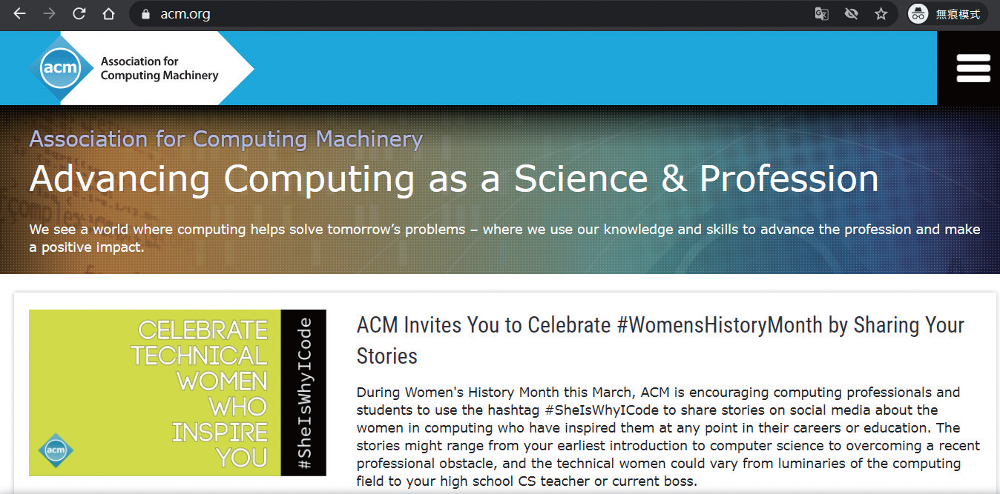 acm.org
無痕模式
acm
Association for
Computing Machinery
Association for Computing Machinery
Advancing Computing as a Science & Profession
We see a world where computing helps solve tomorrow’s problems – where we use our knowledge and skills to advance the profession and make
a positive impact.
CELEBRATE
TECHNICAL
WOMEN
WHO
INSPIRE
YOU
acm
#SheIsWhyICode
ACM Invites You to Celebrate #WomensHistoryMonth by Sharing Your
Stories
During Women's History Month this March, ACM is encouraging computing professionals and
students to use the hashtag #SheIsWhyICode to share stories on social media about the
women in computing who have inspired them at any point in their careers or education. The
stories might range from your earliest introduction to computer science to overcoming a recent
professional obstacle, and the technical women could vary from luminaries of the computing
field to your high school CS teacher or current boss.